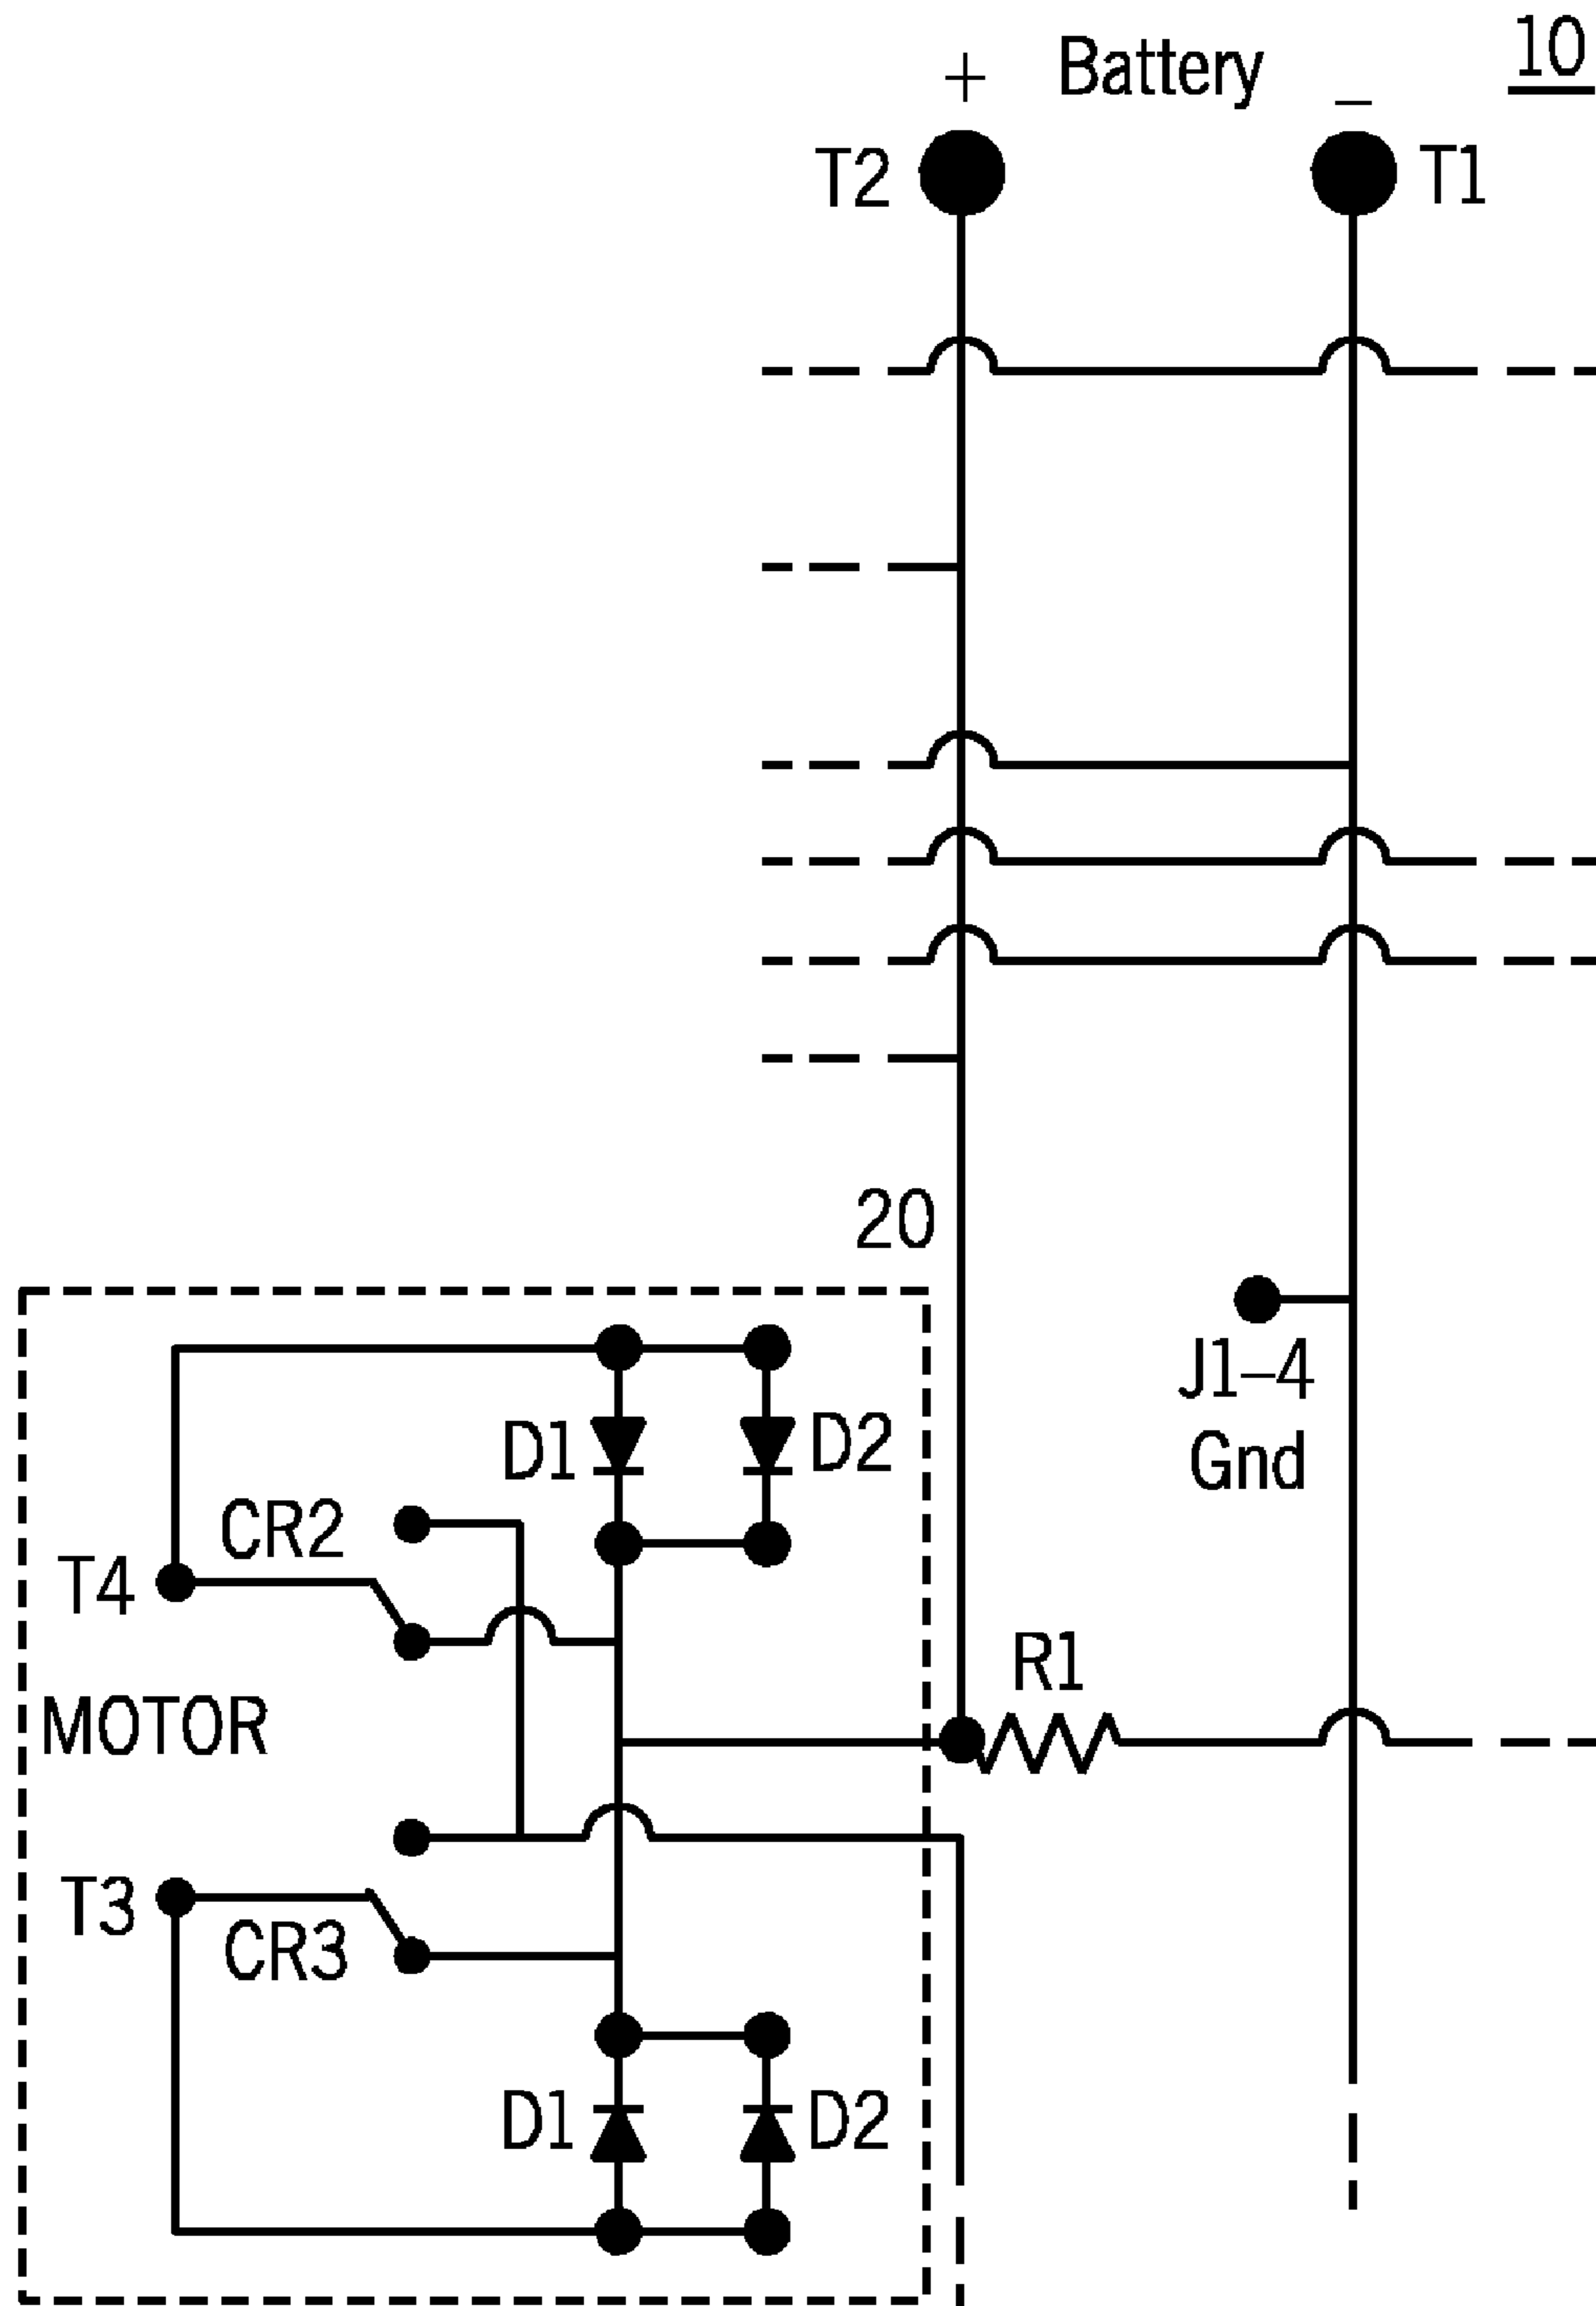 10
+ Battery −
T2 T1
20
J1–4
Gnd
D1 D2
CR2
T4
R1
MOTOR
T3
CR3
D1 D2